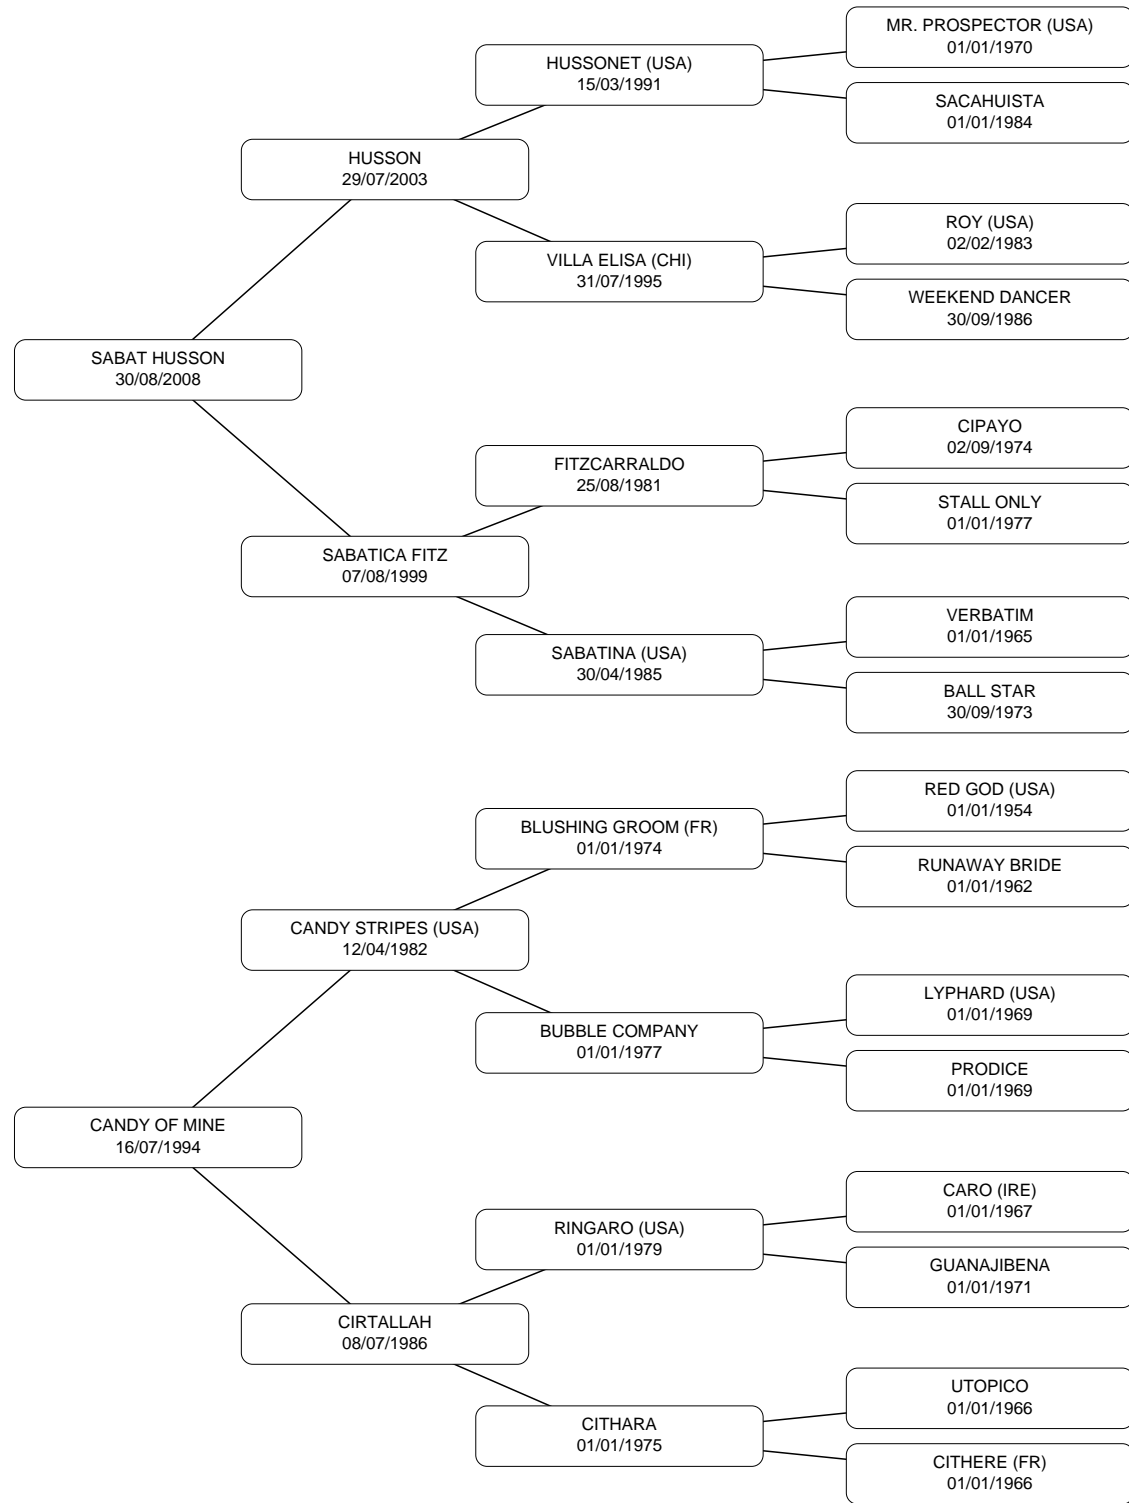 MR. PROSPECTOR (USA)
01/01/1970
HUSSONET (USA)
15/03/1991
SACAHUISTA
01/01/1984
HUSSON
29/07/2003
ROY (USA)
02/02/1983
VILLA ELISA (CHI)
31/07/1995
WEEKEND DANCER
30/09/1986
SABAT HUSSON
30/08/2008
CIPAYO
02/09/1974
FITZCARRALDO
25/08/1981
STALL ONLY
01/01/1977
SABATICA FITZ
07/08/1999
VERBATIM
01/01/1965
SABATINA (USA)
30/04/1985
BALL STAR
30/09/1973
RED GOD (USA)
01/01/1954
BLUSHING GROOM (FR)
01/01/1974
RUNAWAY BRIDE
01/01/1962
CANDY STRIPES (USA)
12/04/1982
LYPHARD (USA)
01/01/1969
BUBBLE COMPANY
01/01/1977
PRODICE
01/01/1969
CANDY OF MINE
16/07/1994
CARO (IRE)
01/01/1967
RINGARO (USA)
01/01/1979
GUANAJIBENA
01/01/1971
CIRTALLAH
08/07/1986
UTOPICO
01/01/1966
CITHARA
01/01/1975
CITHERE (FR)
01/01/1966